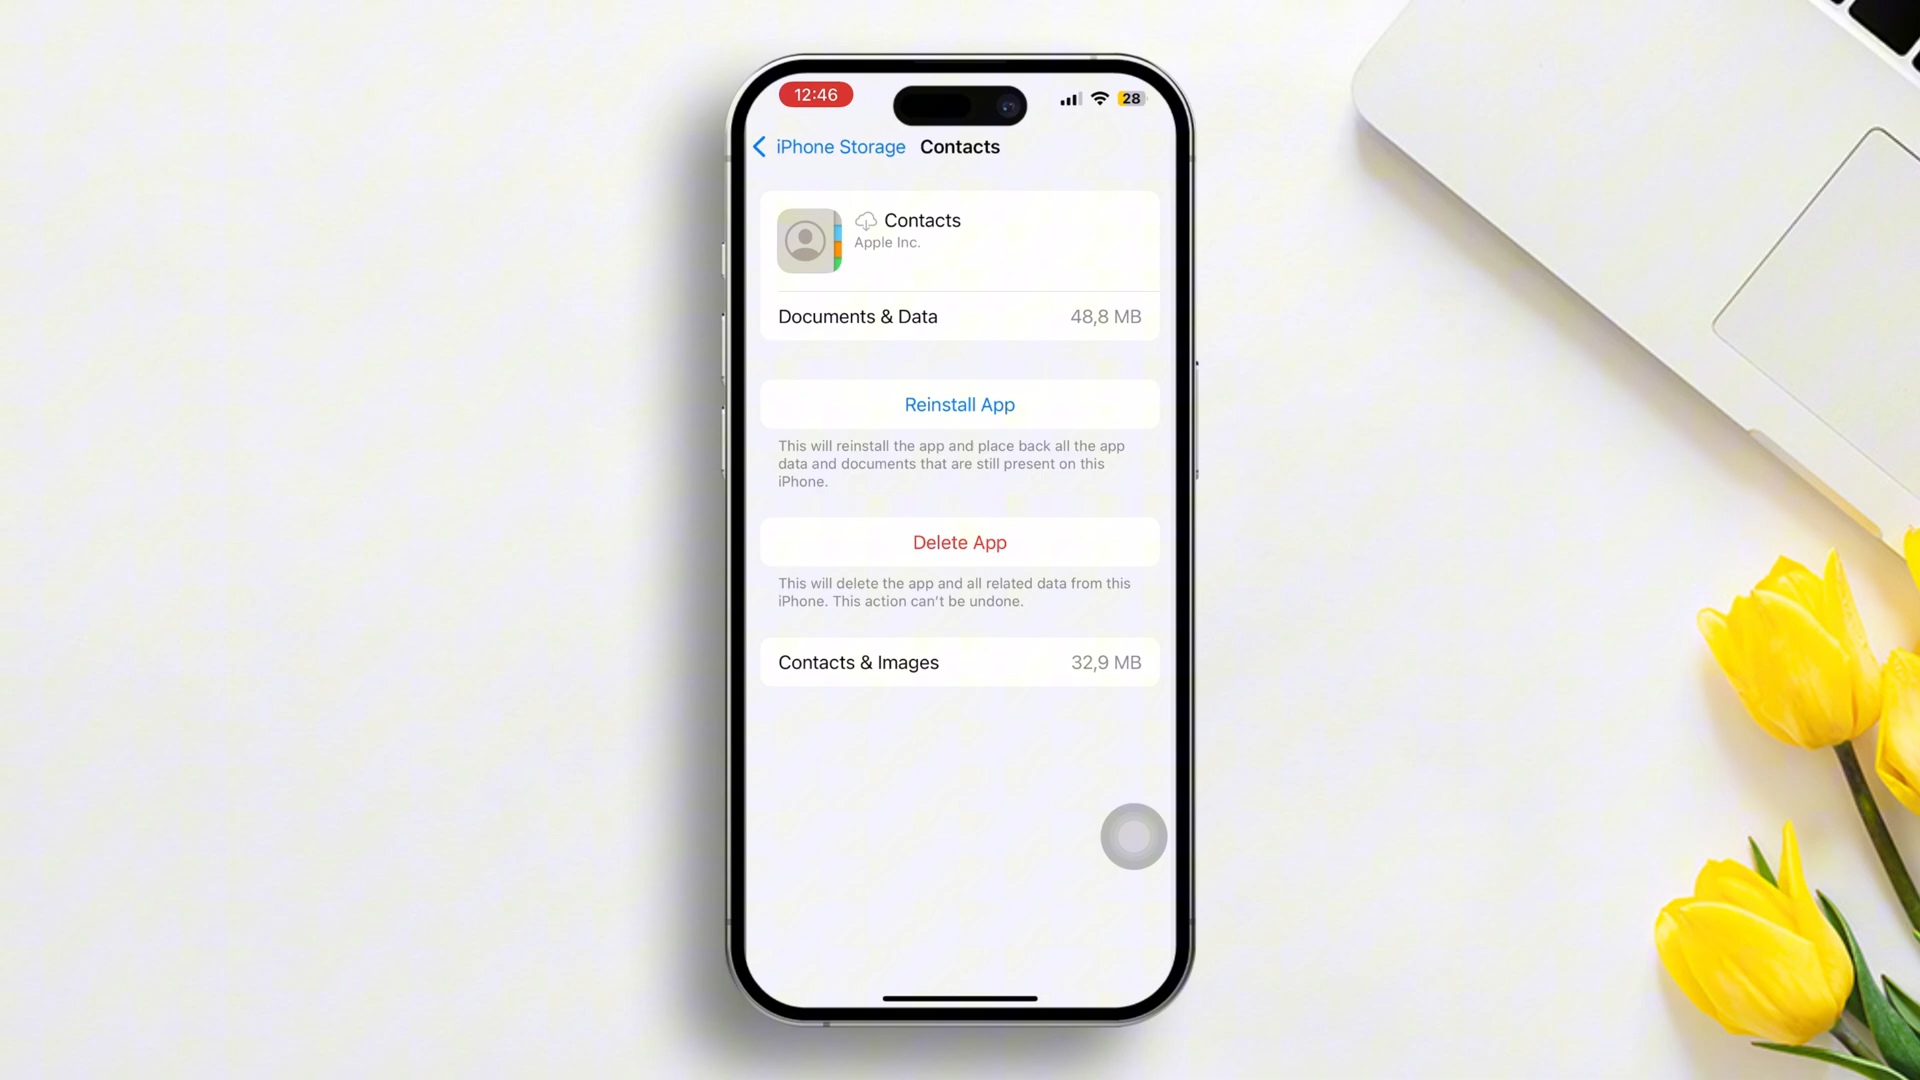 12:46
28
iPhone Storage Contacts
Contacts
Apple Inc.
Documents & Data 48,8 MB
Reinstall App
This will reinstall the app and place back all the app
data and documents that are still present on this
iPhone.
Delete App
This will delete the app and all related data from this
iPhone. This action can't be undone.
Contacts & Images 32,9 MB